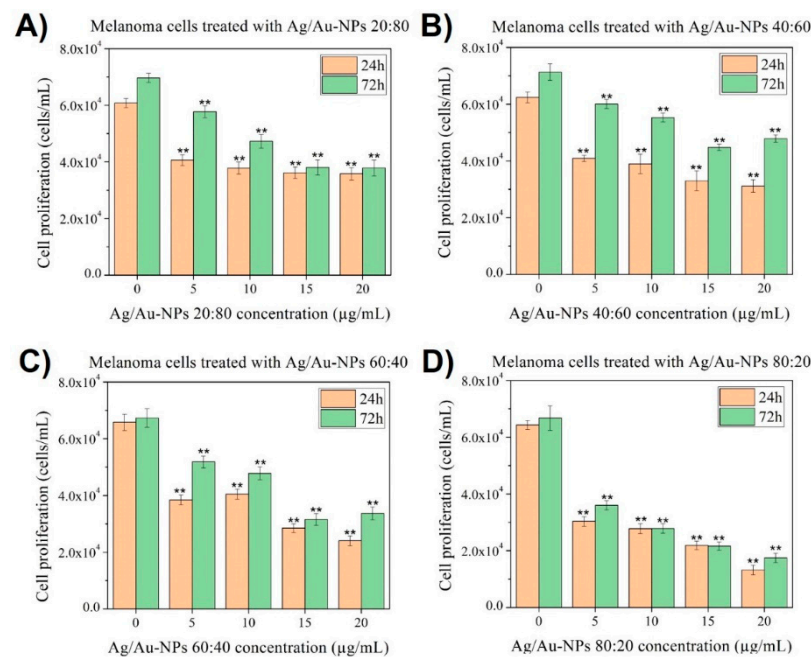 A)
Melanoma cells treated with Ag/Au-NPs 20:80
8.0x10⁴
6.0x10⁴
4.0x10⁴
2.0x10⁴
0.0
Cell proliferation (cells/mL)
24h
72h
** ** ** ** ** ** ** **
0 5 10 15 20
Ag/Au-NPs 20:80 concentration (µg/mL)
B)
Melanoma cells treated with Ag/Au-NPs 40:60
8.0x10⁴
6.0x10⁴
4.0x10⁴
2.0x10⁴
0.0
Cell proliferation (cells/mL)
24h
72h
** ** ** ** ** ** ** **
0 5 10 15 20
Ag/Au-NPs 40:60 concentration (µg/mL)
C)
Melanoma cells treated with Ag/Au-NPs 60:40
8.0x10⁴
6.0x10⁴
4.0x10⁴
2.0x10⁴
0.0
Cell proliferation (cells/mL)
24h
72h
** ** ** ** ** ** ** **
0 5 10 15 20
Ag/Au-NPs 60:40 concentration (µg/mL)
D)
Melanoma cells treated with Ag/Au-NPs 80:20
8.0x10⁴
6.0x10⁴
4.0x10⁴
2.0x10⁴
0.0
Cell proliferation (cells/mL)
24h
72h
** ** ** ** ** ** ** **
0 5 10 15 20
Ag/Au-NPs 80:20 concentration (µg/mL)